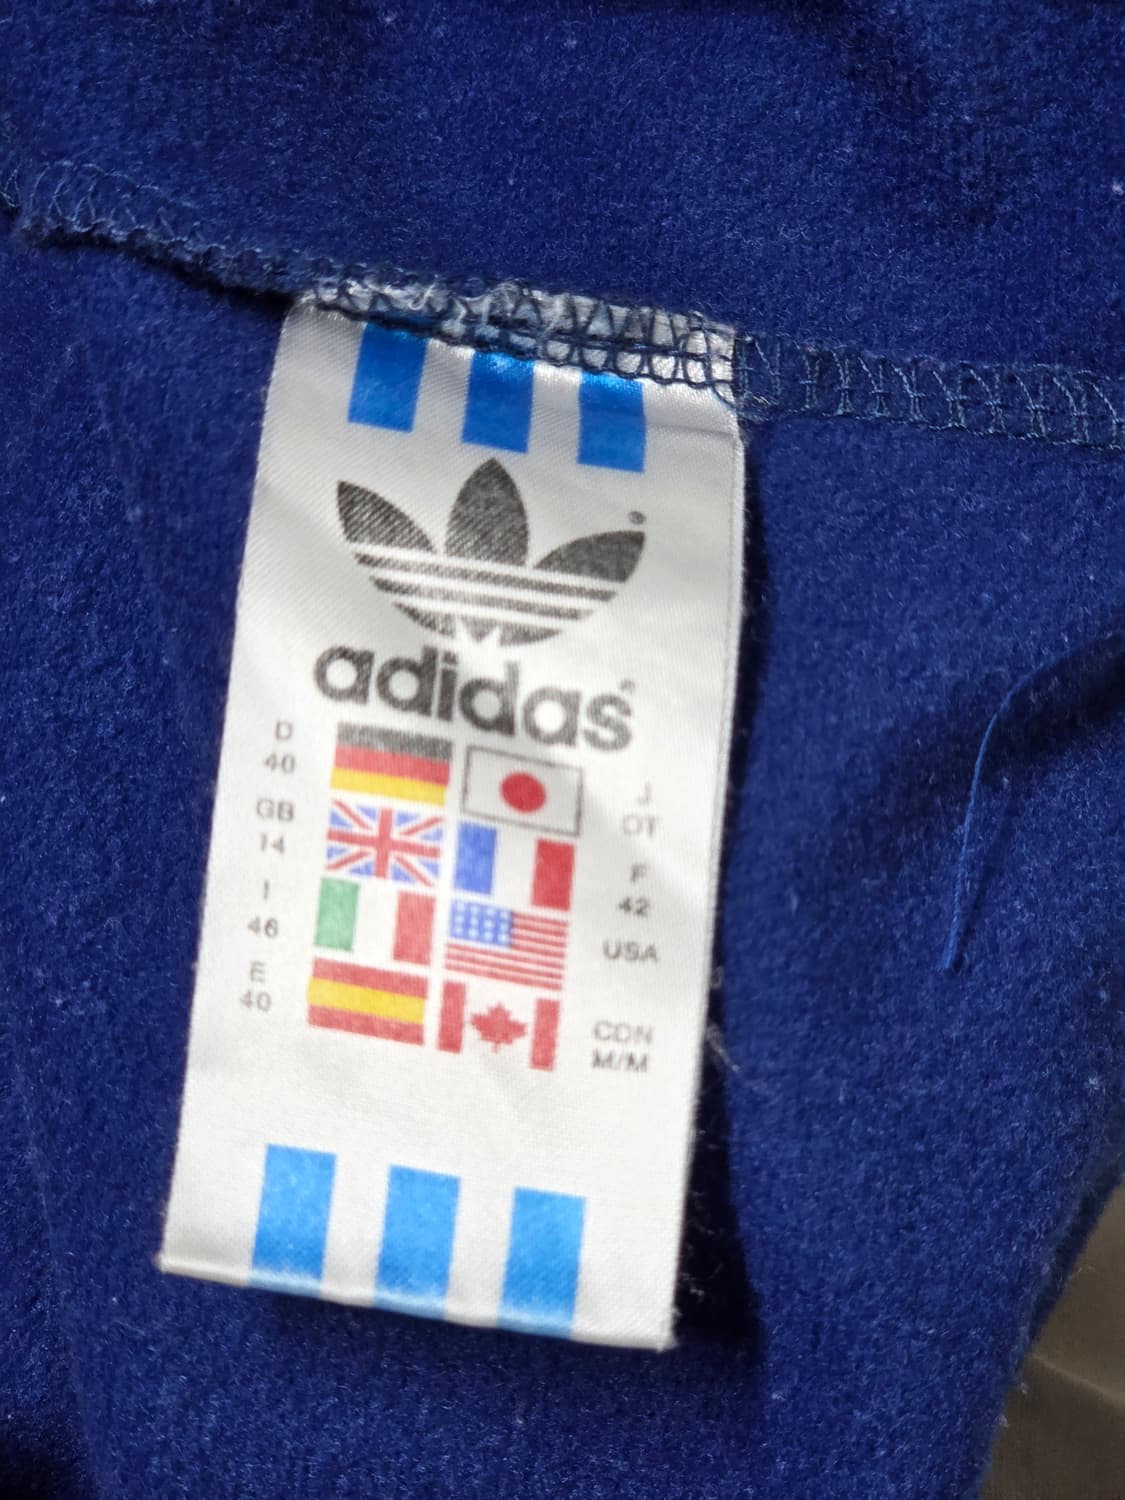 adidas
D
40
GB
14
I
46
E
40
J
OT
F
42
USA
CDN
M/M